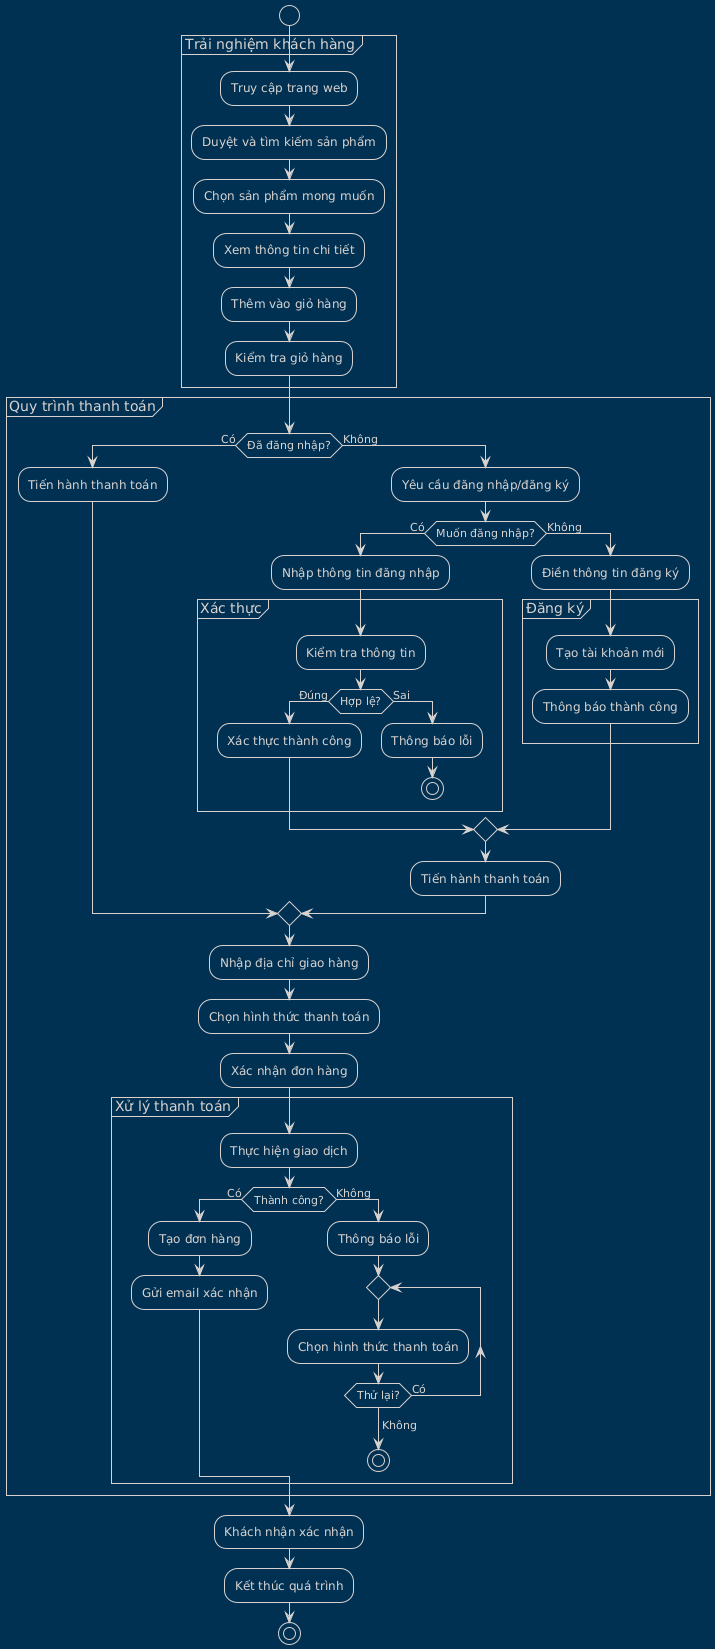 Trải nghiệm khách hàng
Truy cập trang web
Duyệt và tìm kiếm sản phẩm
Chọn sản phẩm mong muốn
Xem thông tin chi tiết
Thêm vào giỏ hàng
Kiểm tra giỏ hàng
Quy trình thanh toán
Có
Đã đăng nhập?
Không
Tiến hành thanh toán
Yêu cầu đăng nhập/đăng ký
Có
Muốn đăng nhập?
Không
Nhập thông tin đăng nhập
Điền thông tin đăng ký
Xác thực
Đăng ký
Kiểm tra thông tin
Tạo tài khoản mới
Đúng
Hợp lệ?
Sai
Thông báo thành công
Xác thực thành công
Thông báo lỗi
Tiến hành thanh toán
Nhập địa chỉ giao hàng
Chọn hình thức thanh toán
Xác nhận đơn hàng
Xử lý thanh toán
Thực hiện giao dịch
Có
Thành công?
Không
Tạo đơn hàng
Thông báo lỗi
Gửi email xác nhận
Chọn hình thức thanh toán
Thử lại?
Có
Không
Khách nhận xác nhận
Kết thúc quá trình